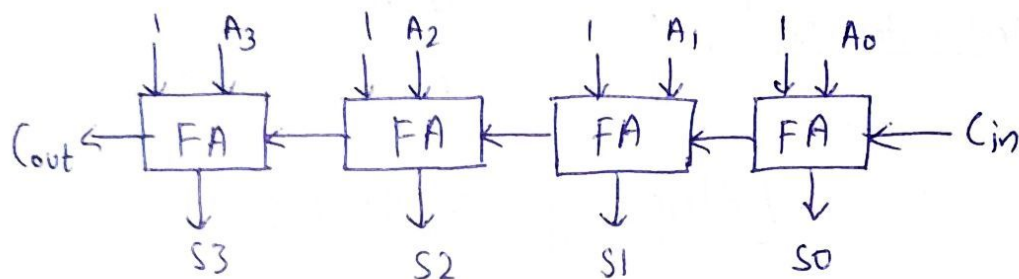 1 A3 1 A2 1 A1 1 A0
Cout FA FA FA FA Cin
S3 S2 S1 S0